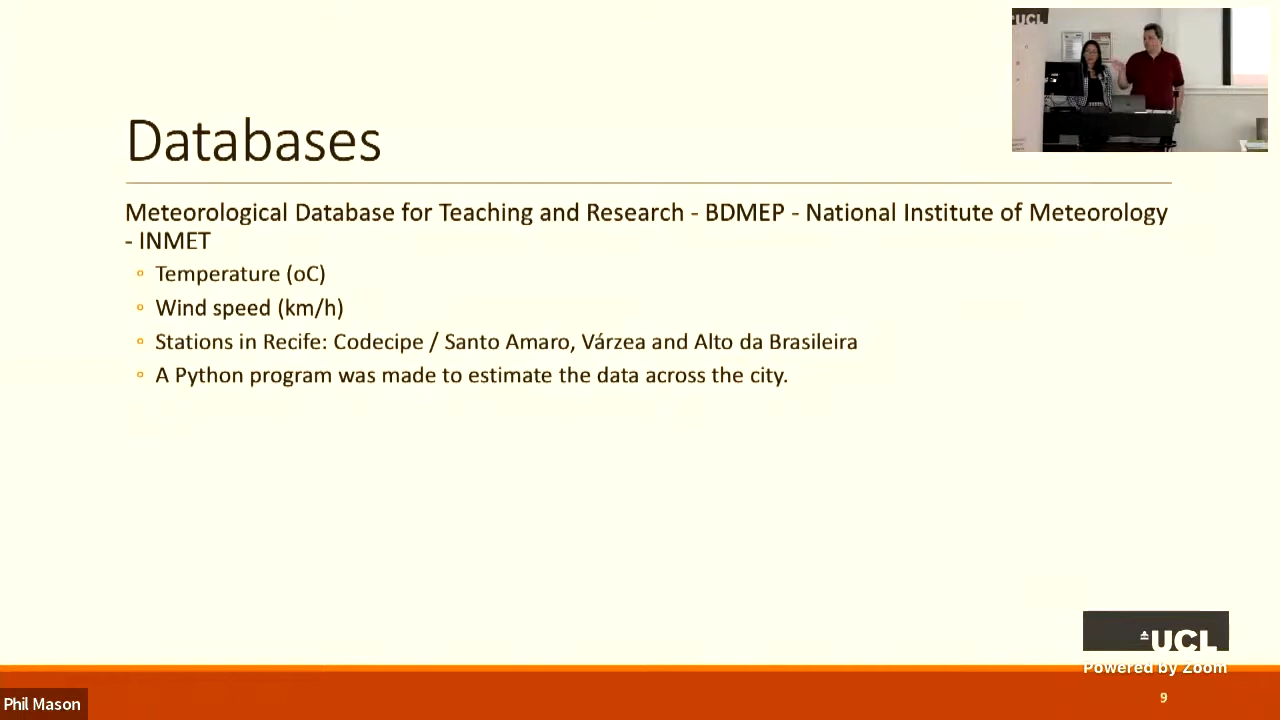 UCL
Databases
Meteorological Database for Teaching and Research - BDMEP - National Institute of Meteorology
- INMET
Temperature (oC)
Wind speed (km/h)
Stations in Recife: Codecipe / Santo Amaro, Várzea and Alto da Brasileira
A Python program was made to estimate the data across the city.
UCL
Powered by Zoom
9
Phil Mason